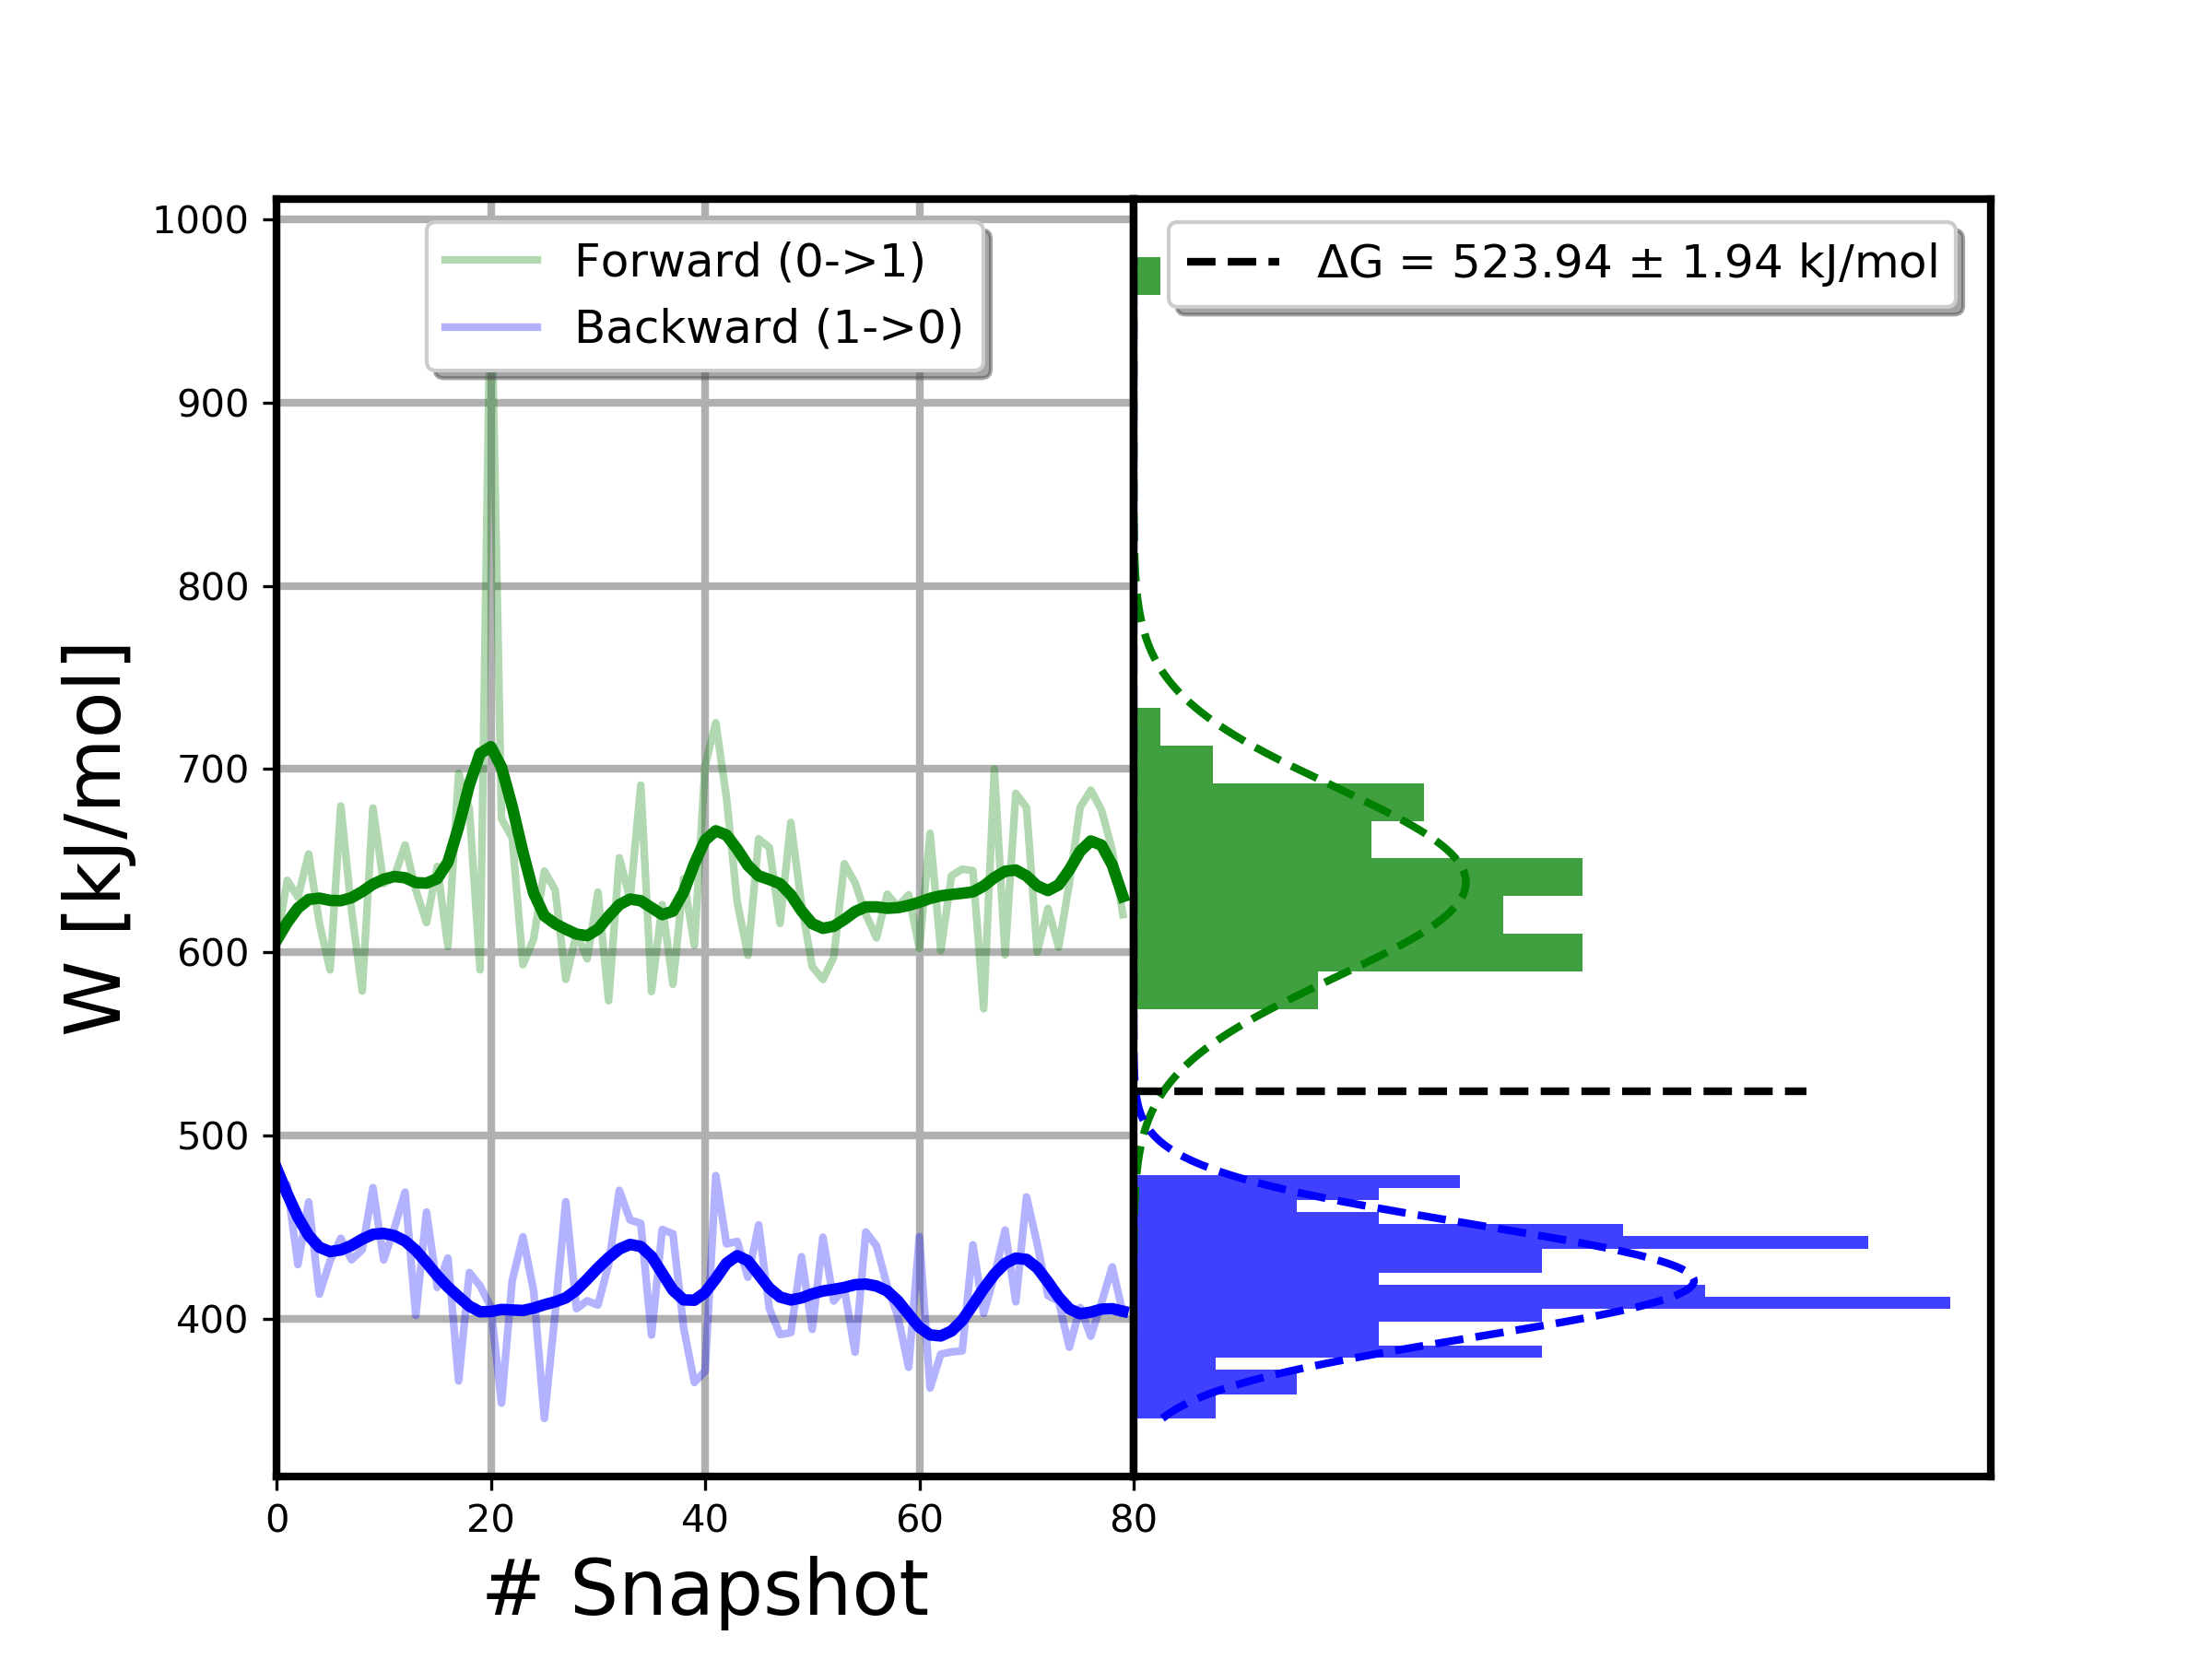 1000
900
800
700
600
500
400
W [kJ/mol]
Forward (0->1)
Backward (1->0)
ΔG = 523.94 ± 1.94 kJ/mol
0
20
40
60
80
# Snapshot